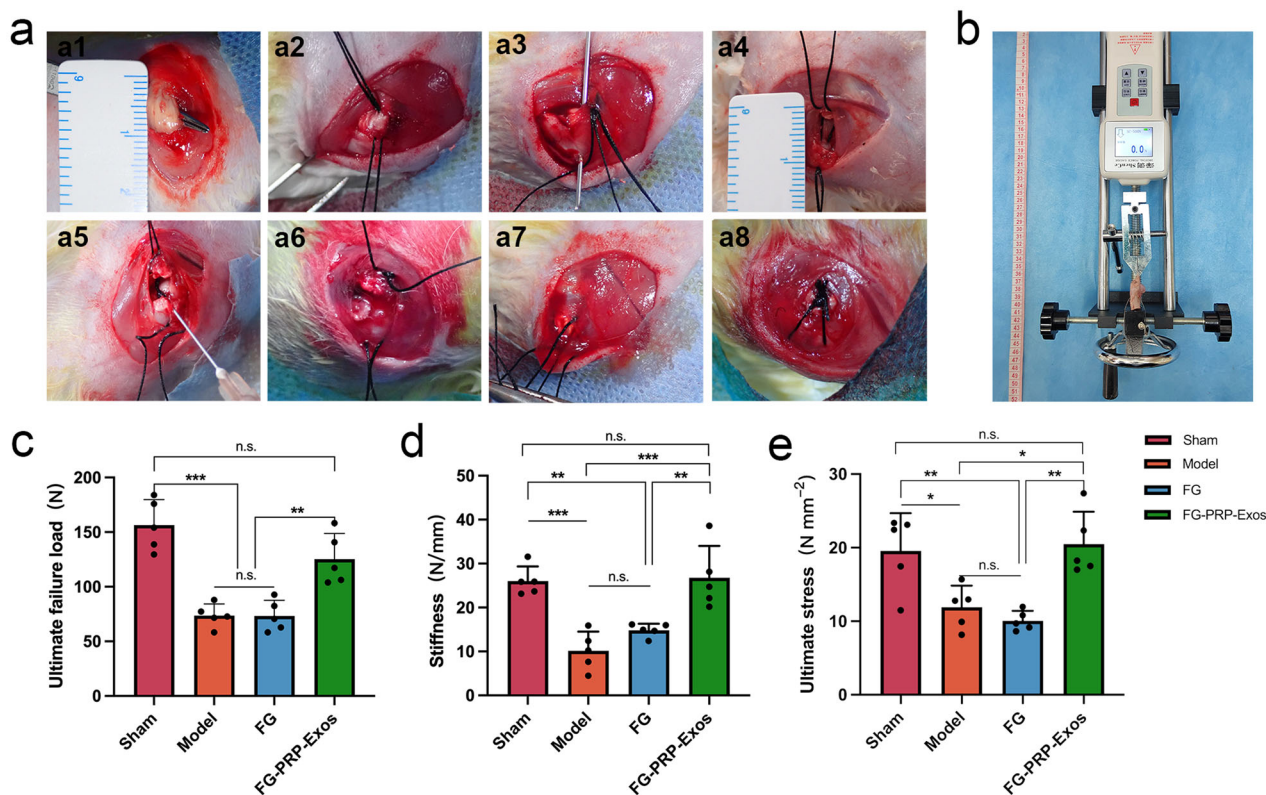 a
a1
a2
a3
a4
a5
a6
a7
a8
b
0.0
c
Ultimate failure load (N)
200
150
100
50
0
n.s.
***
**
n.s.
Sham
Model
FG
FG-PRP-Exos
d
Stiffness (N/mm)
50
40
30
20
10
0
n.s.
***
**
**
***
n.s.
Sham
Model
FG
FG-PRP-Exos
e
Ultimate stress (N mm⁻²)
30
20
10
0
n.s.
*
**
**
*
n.s.
Sham
Model
FG
FG-PRP-Exos
Sham
Model
FG
FG-PRP-Exos